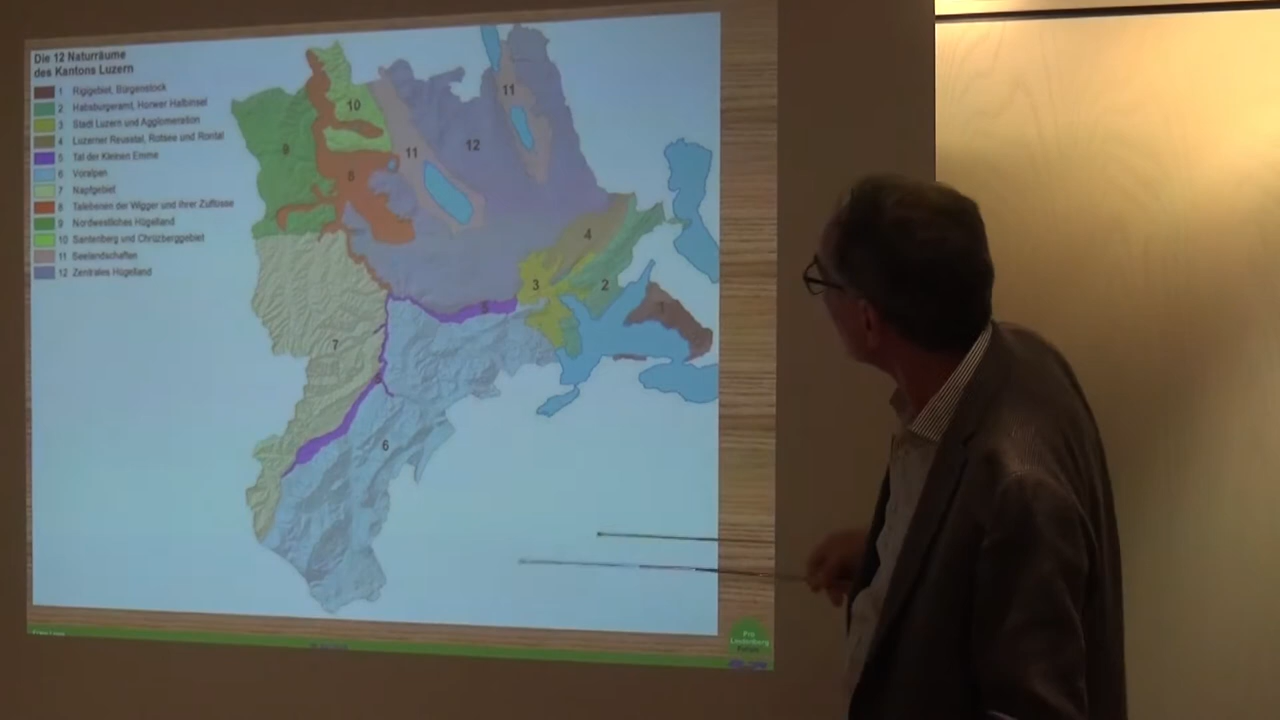 Die 12 Naturräume
des Kantons Luzern
1 Rigigebiet, Bürgenstock
2 Habsburgeramt, Horwer Halbinsel
3 Stadt Luzern und Agglomeration
4 Luzerner Reusstal, Rotsee und Rontal
5 Tal der Kleinen Emme
6 Voralpen
7 Napfgebiet
8 Talebenen der Wigger und ihrer Zuflüsse
9 Nordwestliches Hügelland
10 Santenberg und Chrüzberggebiet
11 Seelandschaften
12 Zentrales Hügelland
10
11
9
11
12
8
4
3
2
1
5
7
6
Pro